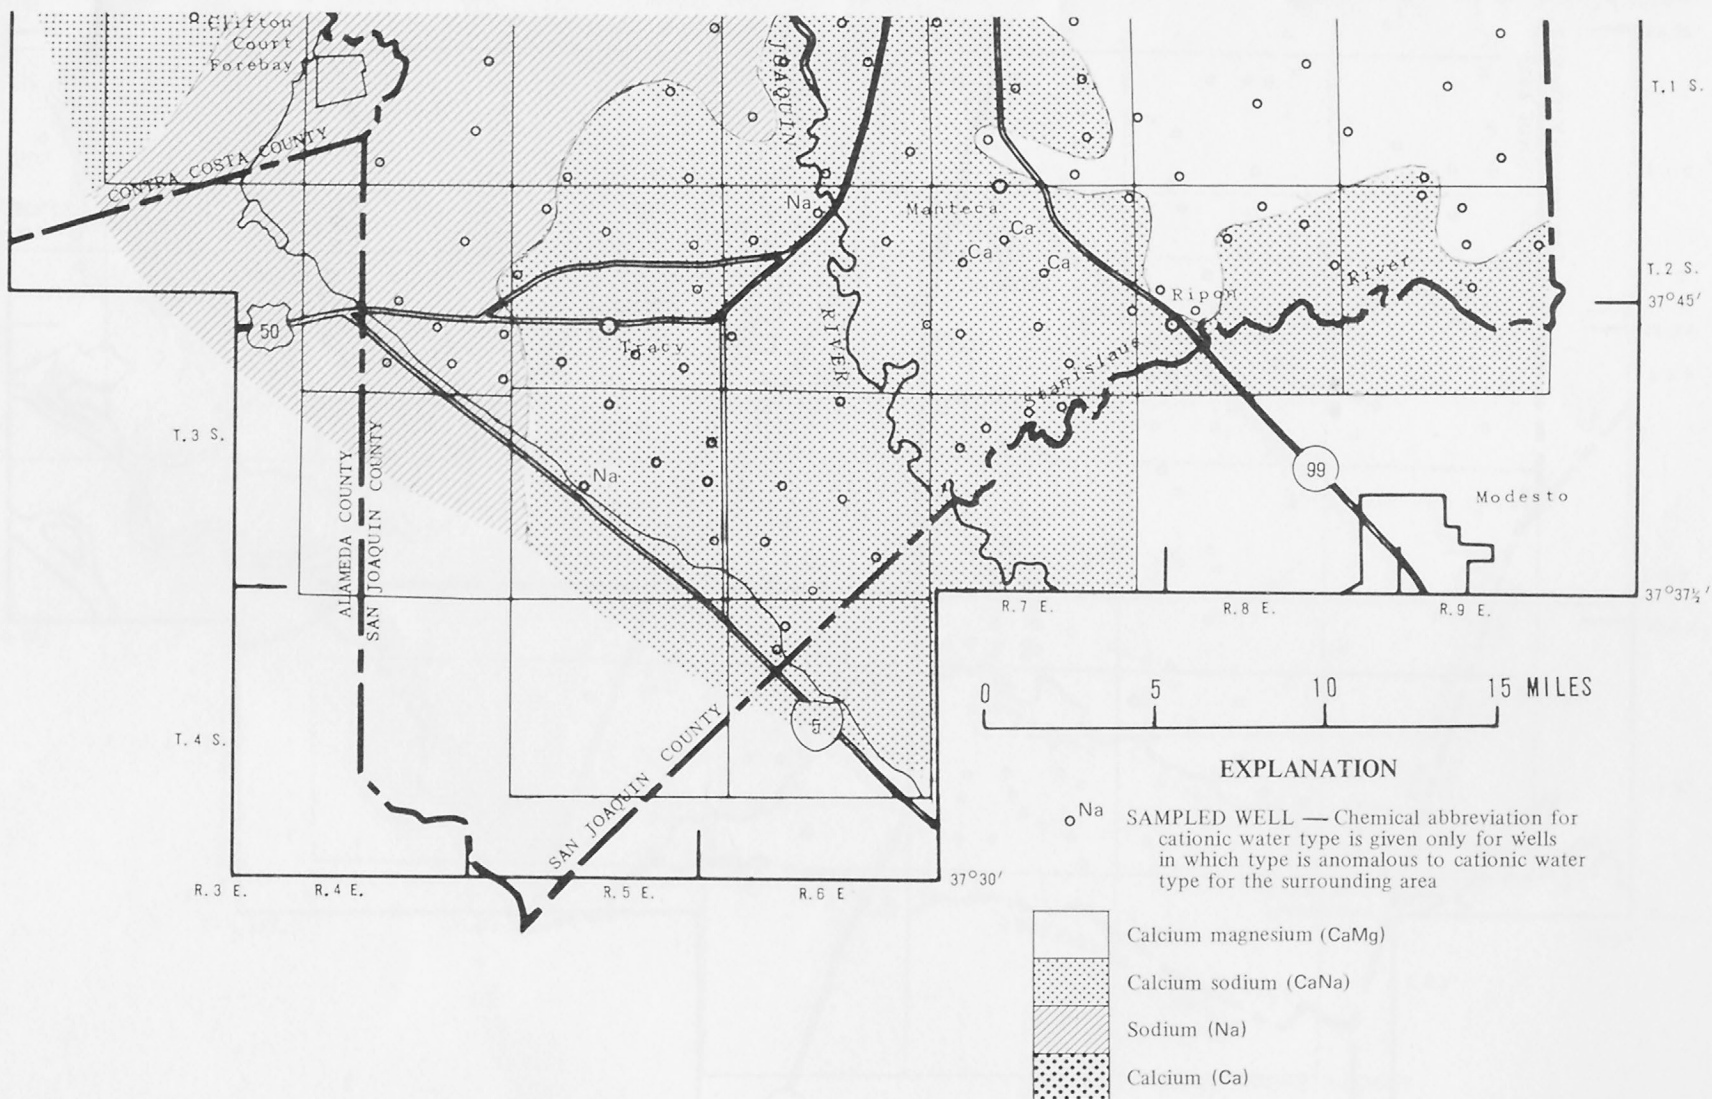 Clifton
Court
Forebay
JOAQUIN
T.1 S.
CONTRA COSTA COUNTY
Na
Manteca
Ca
Ca
Ca
River
T.2 S.
37°45'
Ripon
50
Tracy
RIVER
Stanislaus
T.3 S.
ALAMEDA COUNTY
SAN JOAQUIN COUNTY
Na
99
Modesto
R.7 E.
R.8 E.
R.9 E.
37°37½'
0 5 10 15 MILES
T.4 S.
SAN JOAQUIN COUNTY
5
R.3 E.
R.4 E.
R.5 E.
R.6 E
37°30'
EXPLANATION
Na
SAMPLED WELL — Chemical abbreviation for
cationic water type is given only for wells
in which type is anomalous to cationic water
type for the surrounding area
Calcium magnesium (CaMg)
Calcium sodium (CaNa)
Sodium (Na)
Calcium (Ca)